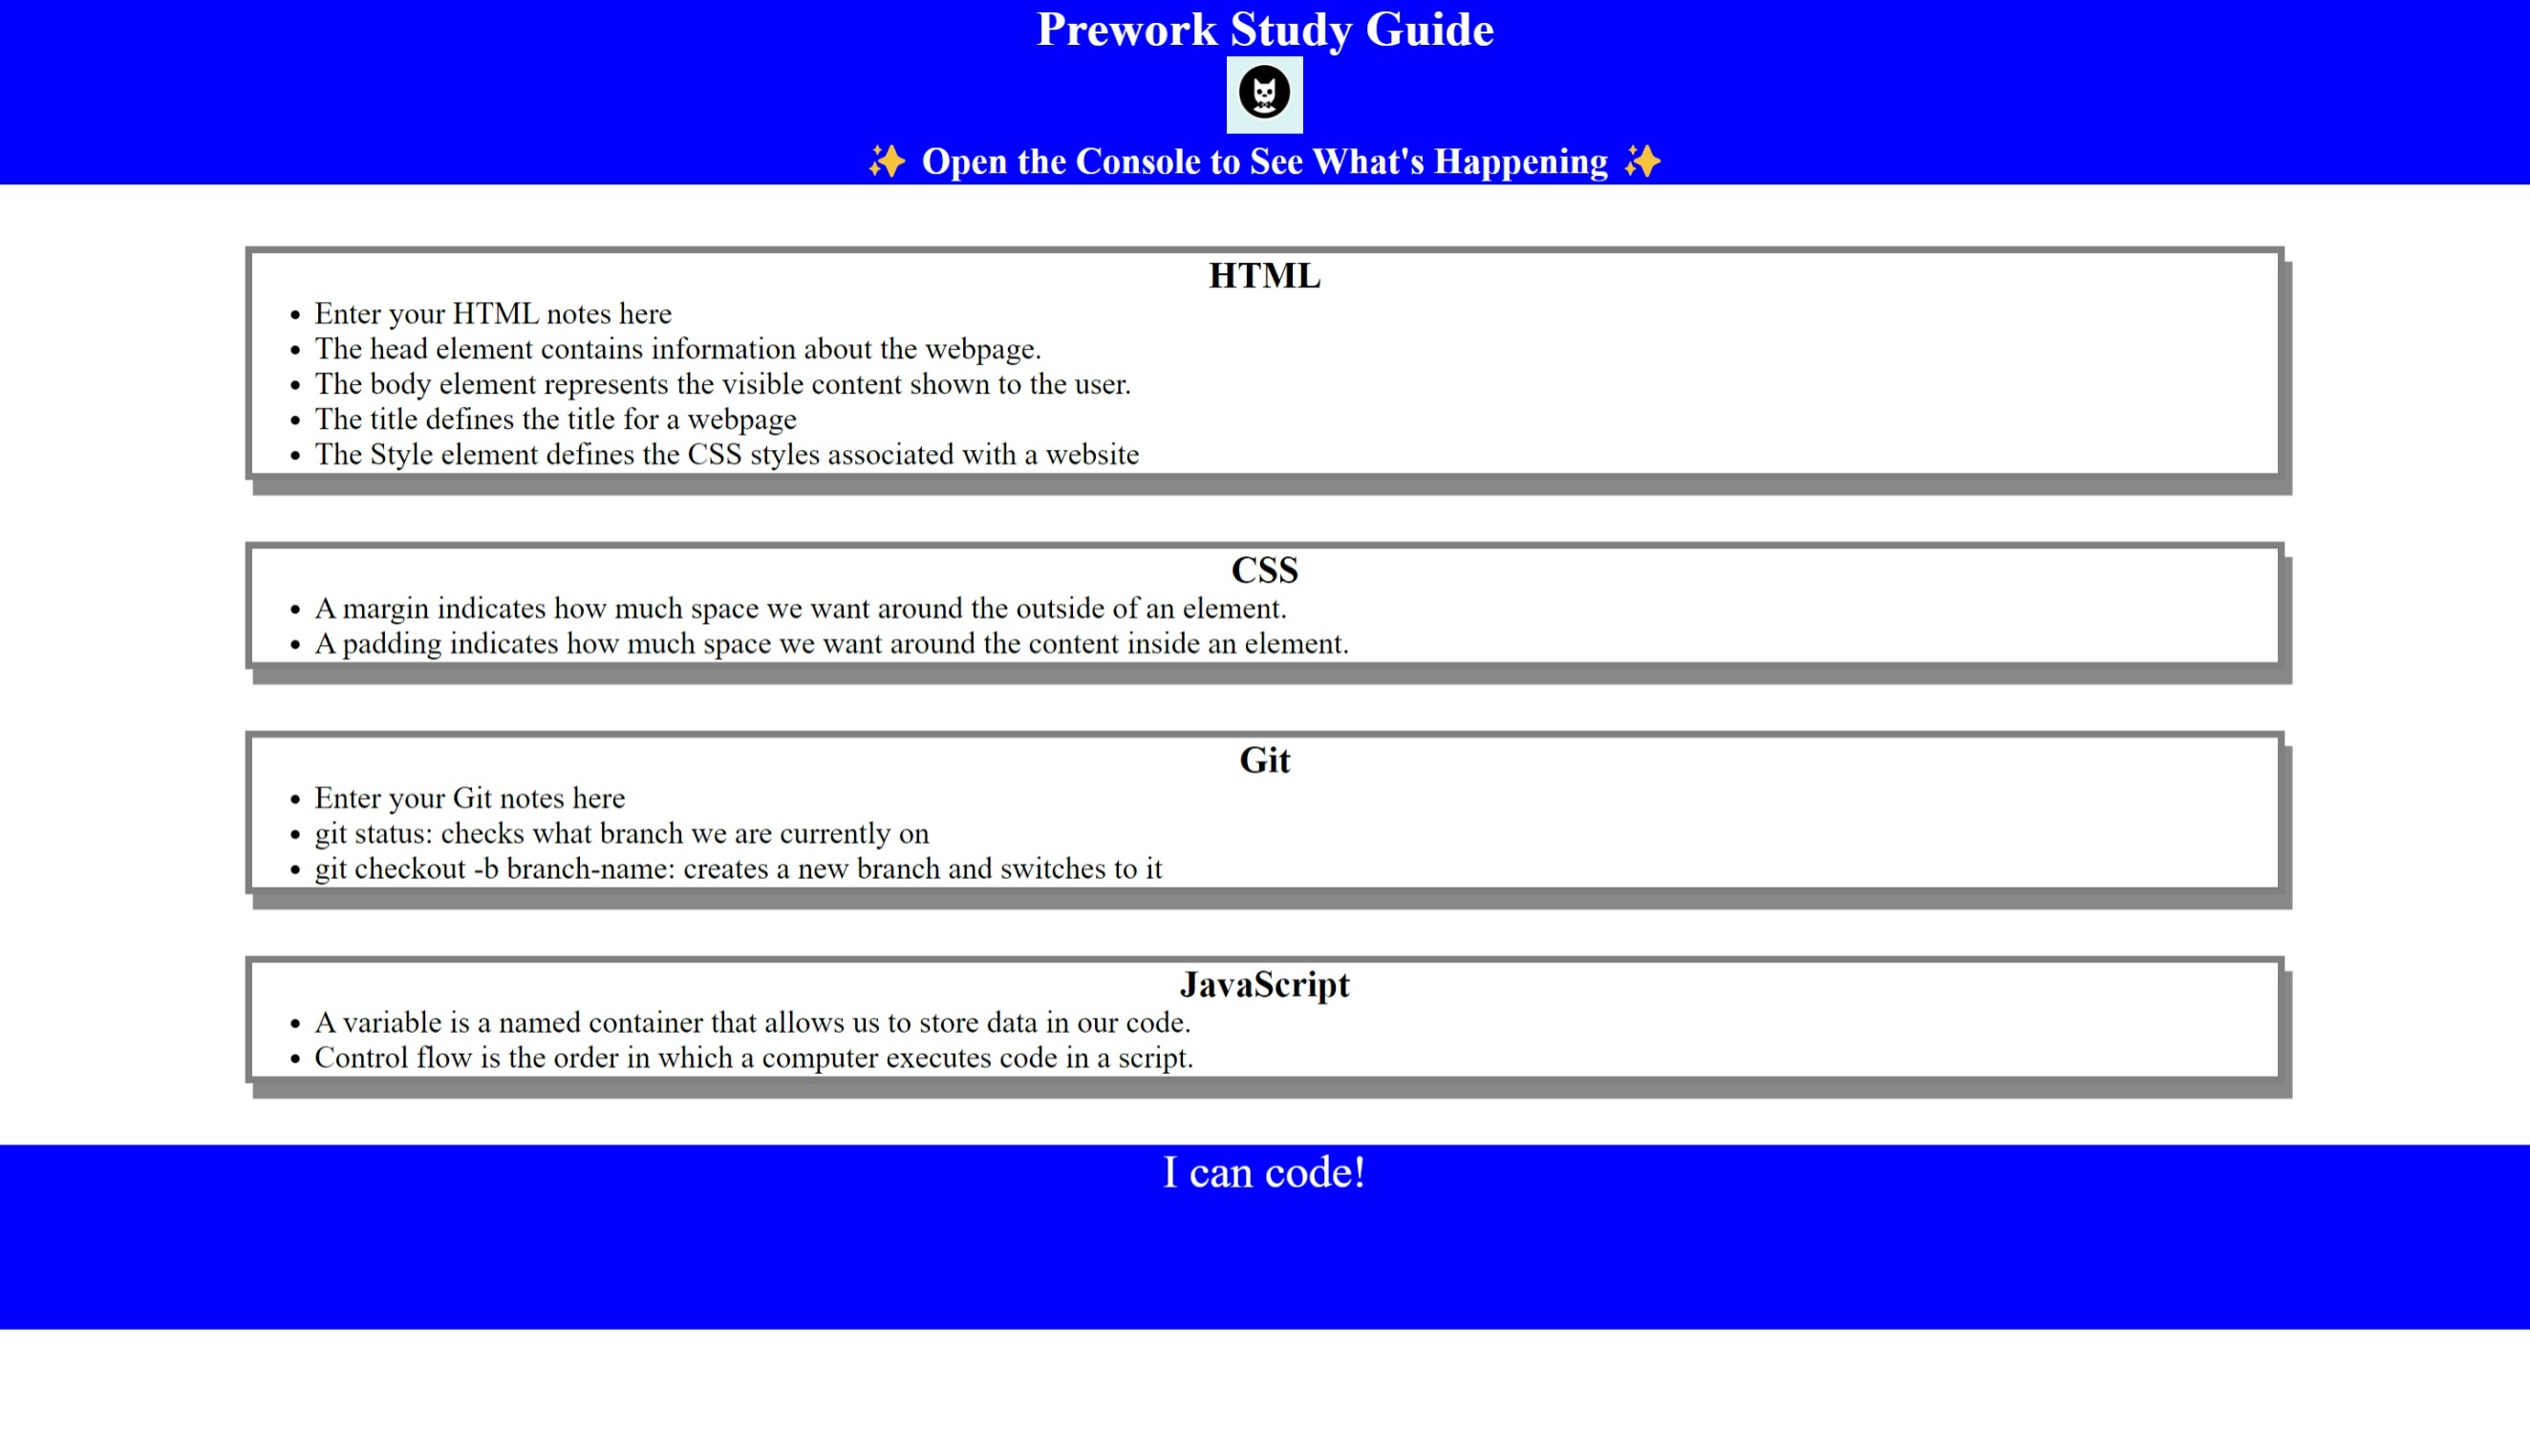 Prework Study Guide
✨ Open the Console to See What's Happening ✨
HTML
• Enter your HTML notes here
• The head element contains information about the webpage.
• The body element represents the visible content shown to the user.
• The title defines the title for a webpage
• The Style element defines the CSS styles associated with a website
CSS
• A margin indicates how much space we want around the outside of an element.
• A padding indicates how much space we want around the content inside an element.
Git
• Enter your Git notes here
• git status: checks what branch we are currently on
• git checkout -b branch-name: creates a new branch and switches to it
JavaScript
• A variable is a named container that allows us to store data in our code.
• Control flow is the order in which a computer executes code in a script.
I can code!